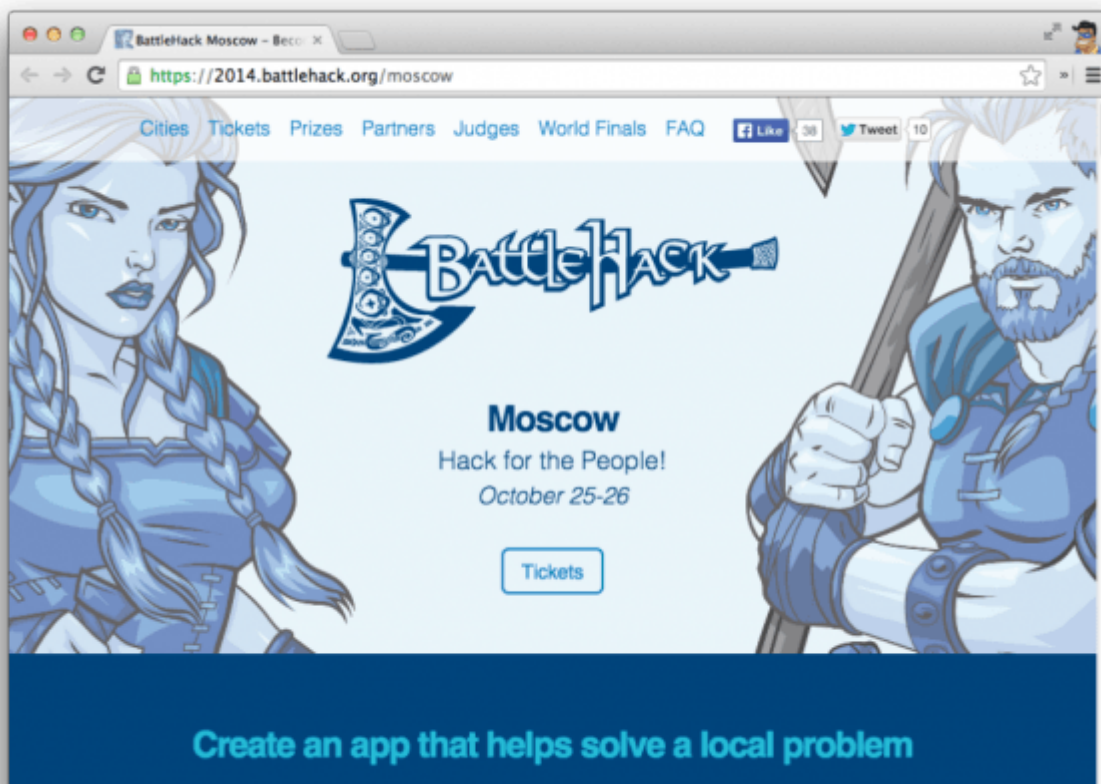 BattleHack Moscow – Beco
https://2014.battlehack.org/moscow
Cities Tickets Prizes Partners Judges World Finals FAQ Like 38 Tweet 10
BATTLEHACK
Moscow
Hack for the People!
October 25-26
Tickets
Create an app that helps solve a local problem